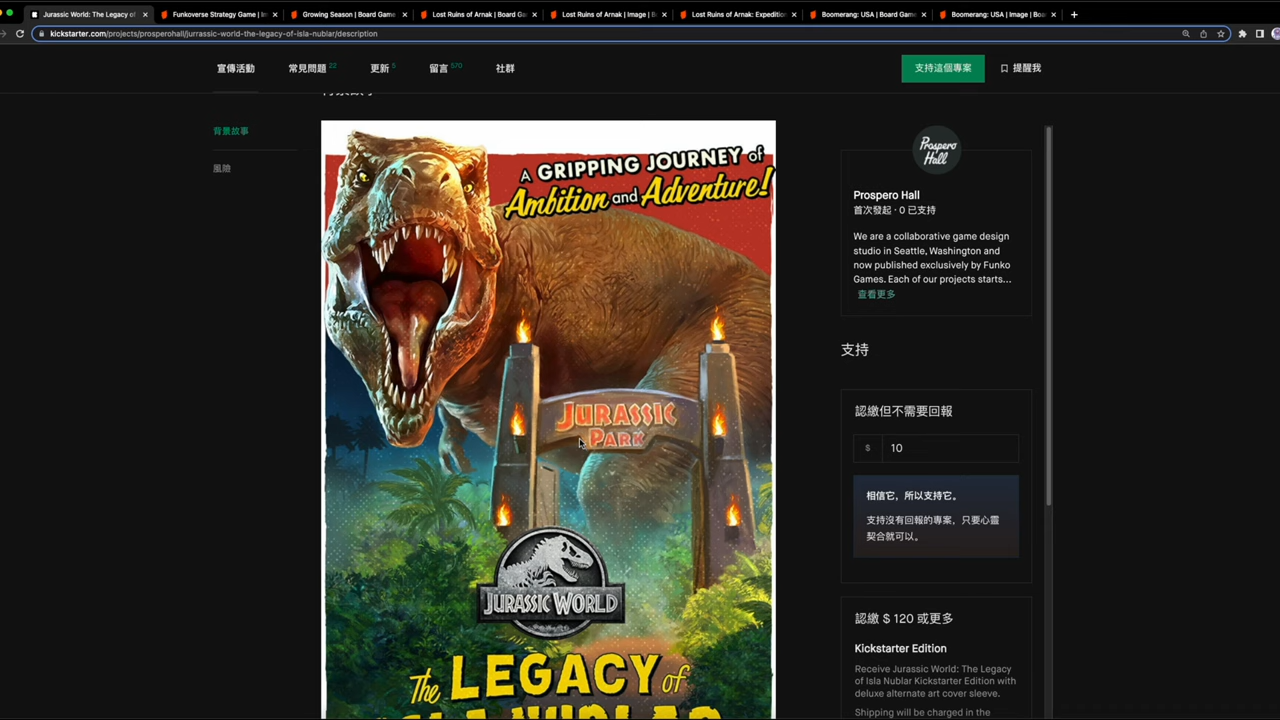 Jurassic World: The Legacy of
Funkoverse Strategy Game | Im
Growing Season | Board Game
Lost Ruins of Arnak | Board Ga
Lost Ruins of Arnak | Image | Bo
Lost Ruins of Arnak: Expedition
Boomerang: USA | Board Game
Boomerang: USA | Image | Boar
kickstarter.com/projects/prosperohall/jurrassic-world-the-legacy-of-isla-nublar/description
宣傳活動
常見問題 22
更新 5
留言 570
社群
支持這個專案
提醒我
背景故事
風險
A GRIPPING JOURNEY of
Ambition and Adventure!
JURASSIC
PARK
JURASSIC WORLD
The LEGACY of
ISLA NUBLAR
Prospero
Hall
Prospero Hall
首次發起 · 0 已支持
We are a collaborative game design
studio in Seattle, Washington and
now published exclusively by Funko
Games. Each of our projects starts...
查看更多
支持
認繳但不需要回報
$ 10
相信它，所以支持它。
支持沒有回報的專案，只要心靈
契合就可以。
認繳 $ 120 或更多
Kickstarter Edition
Receive Jurassic World: The Legacy
of Isla Nublar Kickstarter Edition with
deluxe alternate art cover sleeve.
Shipping will be charged in the